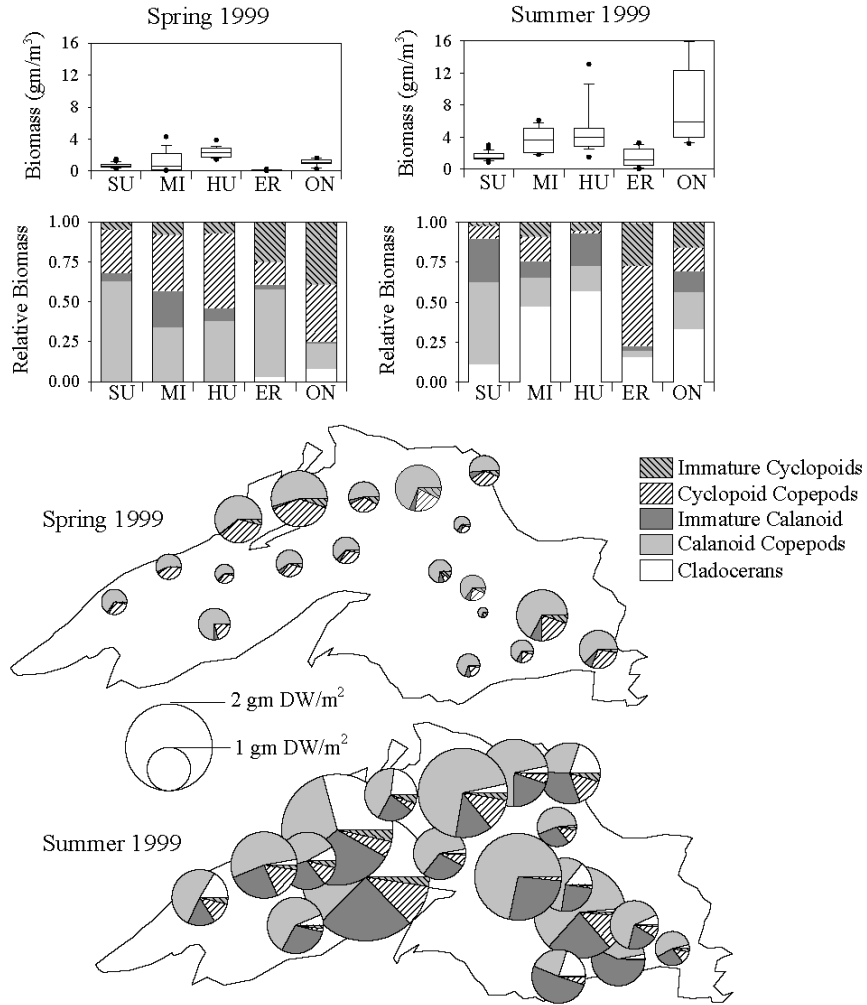 Spring 1999
Summer 1999
Biomass (gm/m³)
16
12
8
4
0
SU MI HU ER ON
Biomass (gm/m³)
16
12
8
4
0
SU MI HU ER ON
Relative Biomass
1.00
0.75
0.50
0.25
0.00
SU MI HU ER ON
Relative Biomass
1.00
0.75
0.50
0.25
0.00
SU MI HU ER ON
Spring 1999
Immature Cyclopoids
Cyclopoid Copepods
Immature Calanoid
Calanoid Copepods
Cladocerans
2 gm DW/m²
1 gm DW/m²
Summer 1999